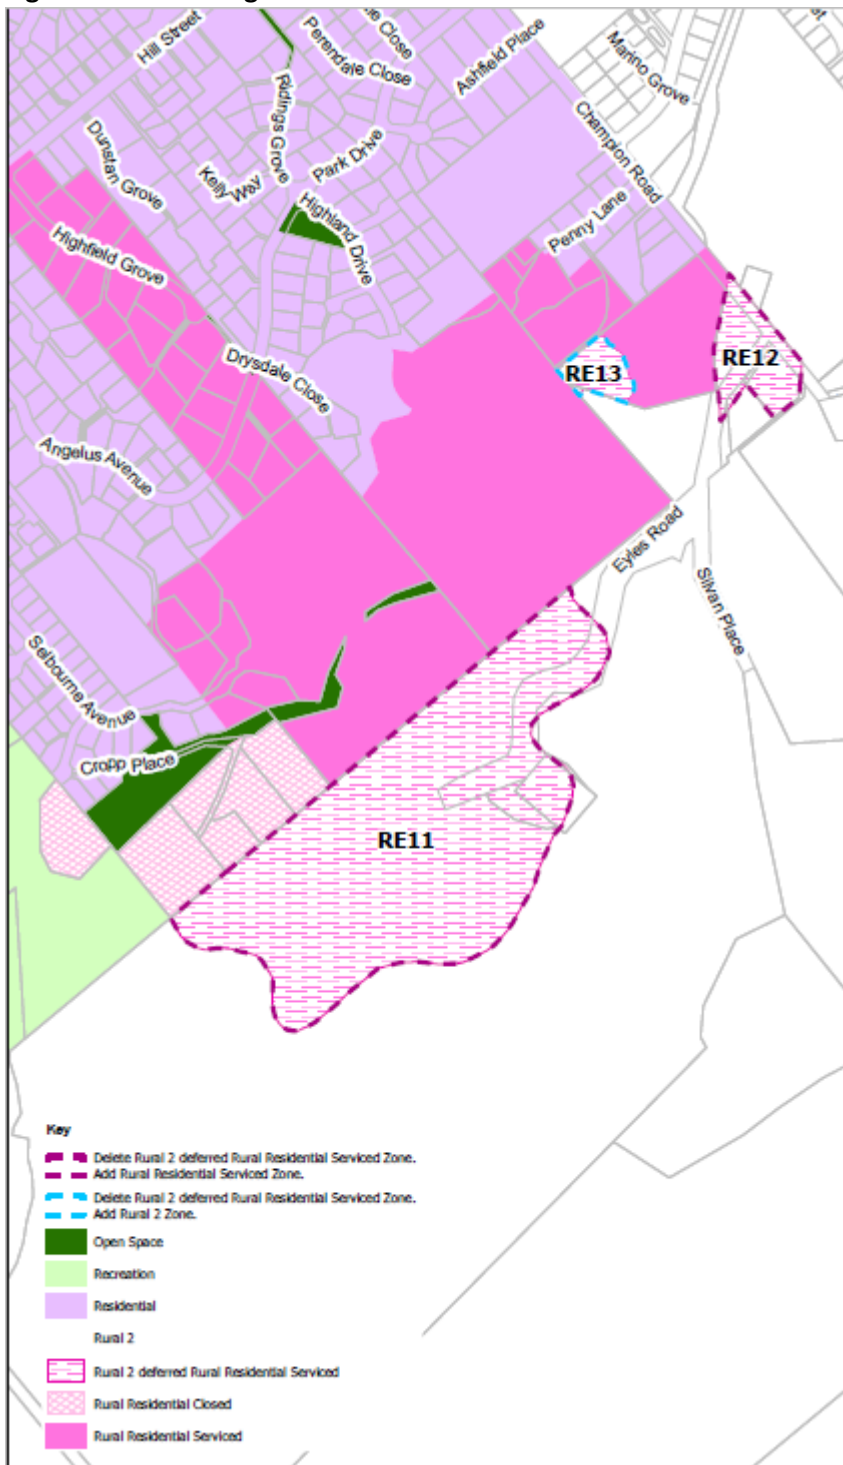 Hill Street
Perendale Close
Close
Ashfield Place
Marino Grove
Ridings Grove
Champion Road
Dunstan Grove
Kelly Way
Park Drive
Highland Drive
Penny Lane
Highfield Grove
RE12
RE13
Drysdale Close
Angelus Avenue
Eyles Road
Silvan Place
Selbourne Avenue
Cropp Place
RE11
Key
Delete Rural 2 deferred Rural Residential Serviced Zone.
Add Rural Residential Serviced Zone.
Delete Rural 2 deferred Rural Residential Serviced Zone.
Add Rural 2 Zone.
Open Space
Recreation
Residential
Rural 2
Rural 2 deferred Rural Residential Serviced
Rural Residential Closed
Rural Residential Serviced